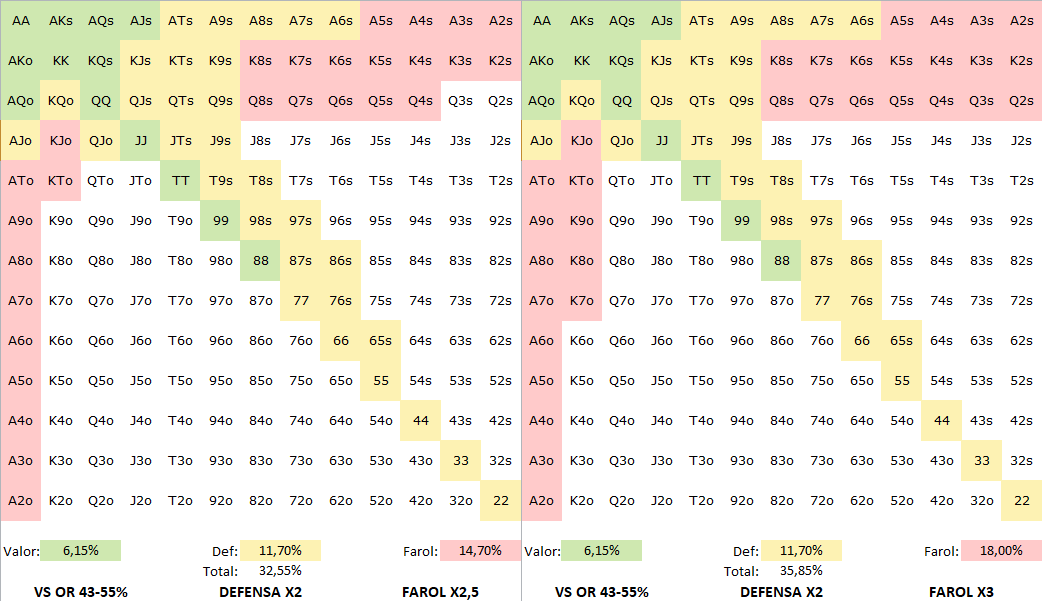 AA AKs AQs AJs ATs A9s A8s A7s A6s A5s A4s A3s A2s AA AKs AQs AJs ATs A9s A8s A7s A6s A5s A4s A3s A2s
AKo KK KQs KJs KTs K9s K8s K7s K6s K5s K4s K3s K2s AKo KK KQs KJs KTs K9s K8s K7s K6s K5s K4s K3s K2s
AQo KQo QQ QJs QTs Q9s Q8s Q7s Q6s Q5s Q4s Q3s Q2s AQo KQo QQ QJs QTs Q9s Q8s Q7s Q6s Q5s Q4s Q3s Q2s
AJo KJo QJo JJ JTs J9s J8s J7s J6s J5s J4s J3s J2s AJo KJo QJo JJ JTs J9s J8s J7s J6s J5s J4s J3s J2s
ATo KTo QTo JTo TT T9s T8s T7s T6s T5s T4s T3s T2s ATo KTo QTo JTo TT T9s T8s T7s T6s T5s T4s T3s T2s
A9o K9o Q9o J9o T9o 99 98s 97s 96s 95s 94s 93s 92s A9o K9o Q9o J9o T9o 99 98s 97s 96s 95s 94s 93s 92s
A8o K8o Q8o J8o T8o 98o 88 87s 86s 85s 84s 83s 82s A8o K8o Q8o J8o T8o 98o 88 87s 86s 85s 84s 83s 82s
A7o K7o Q7o J7o T7o 97o 87o 77 76s 75s 74s 73s 72s A7o K7o Q7o J7o T7o 97o 87o 77 76s 75s 74s 73s 72s
A6o K6o Q6o J6o T6o 96o 86o 76o 66 65s 64s 63s 62s A6o K6o Q6o J6o T6o 96o 86o 76o 66 65s 64s 63s 62s
A5o K5o Q5o J5o T5o 95o 85o 75o 65o 55 54s 53s 52s A5o K5o Q5o J5o T5o 95o 85o 75o 65o 55 54s 53s 52s
A4o K4o Q4o J4o T4o 94o 84o 74o 64o 54o 44 43s 42s A4o K4o Q4o J4o T4o 94o 84o 74o 64o 54o 44 43s 42s
A3o K3o Q3o J3o T3o 93o 83o 73o 63o 53o 43o 33 32s A3o K3o Q3o J3o T3o 93o 83o 73o 63o 53o 43o 33 32s
A2o K2o Q2o J2o T2o 92o 82o 72o 62o 52o 42o 32o 22 A2o K2o Q2o J2o T2o 92o 82o 72o 62o 52o 42o 32o 22
Valor: 6,15% Def: 11,70% Farol: 14,70% Valor: 6,15% Def: 11,70% Farol: 18,00%
Total: 32,55% Total: 35,85%
VS OR 43-55% DEFENSA X2 FAROL X2,5 VS OR 43-55% DEFENSA X2 FAROL X3